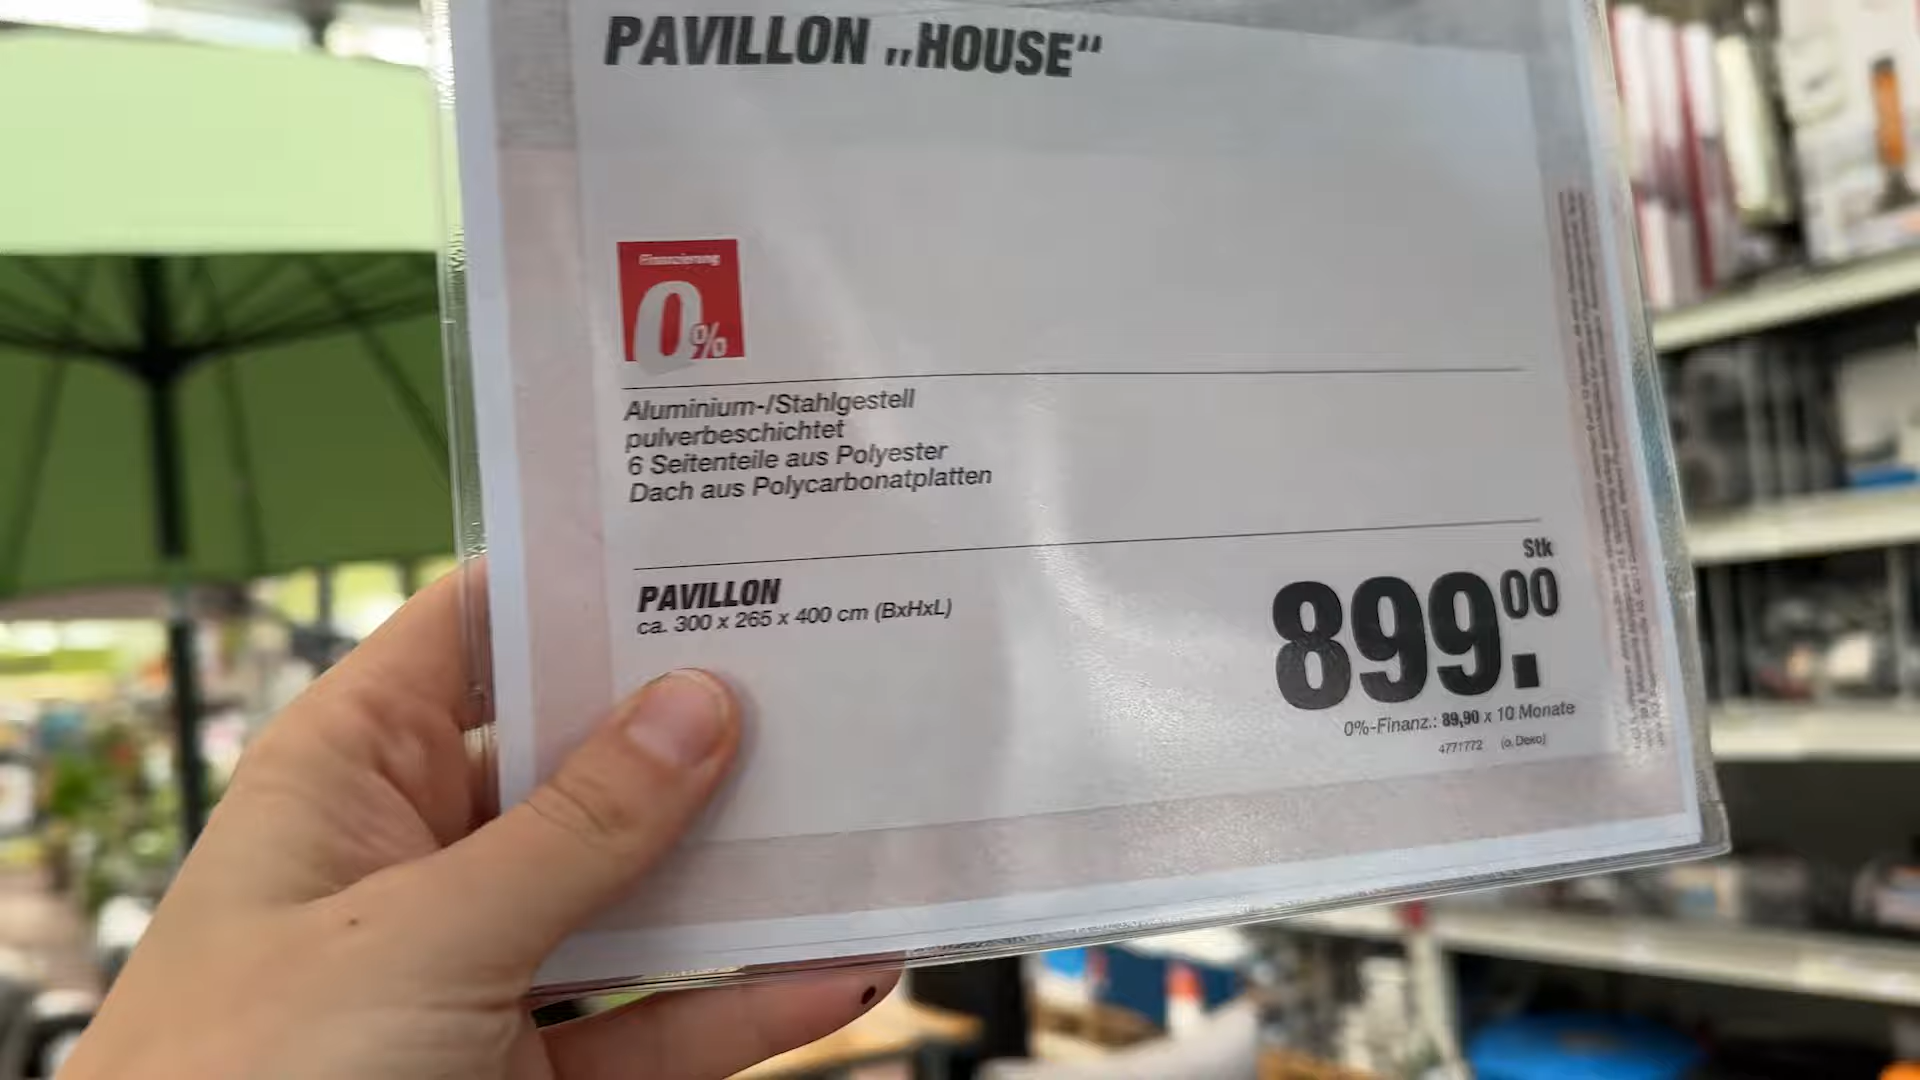 PAVILLON „HOUSE“
Finanzierung
0%
Aluminium-/Stahlgestell
pulverbeschichtet
6 Seitenteile aus Polyester
Dach aus Polycarbonatplatten
PAVILLON
ca. 300 x 265 x 400 cm (BxHxL)
Stk
899.00
0%-Finanz.: 89,90 x 10 Monate
4771772 (o. Deko)